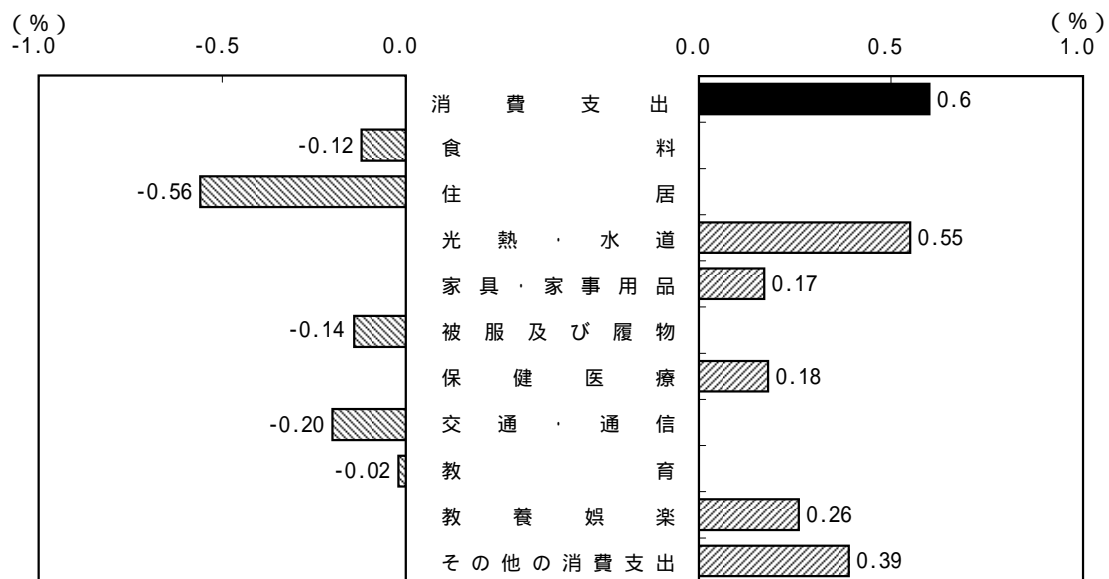 (%) (%)
-1.0 -0.5 0.0 0.0 0.5 1.0
消費支出 0.6
-0.12 食料
-0.56 住居
光熱・水道 0.55
家具・家事用品 0.17
-0.14 被服及び履物
保健医療 0.18
-0.20 交通・通信
-0.02 教育
教養娯楽 0.26
その他の消費支出 0.39